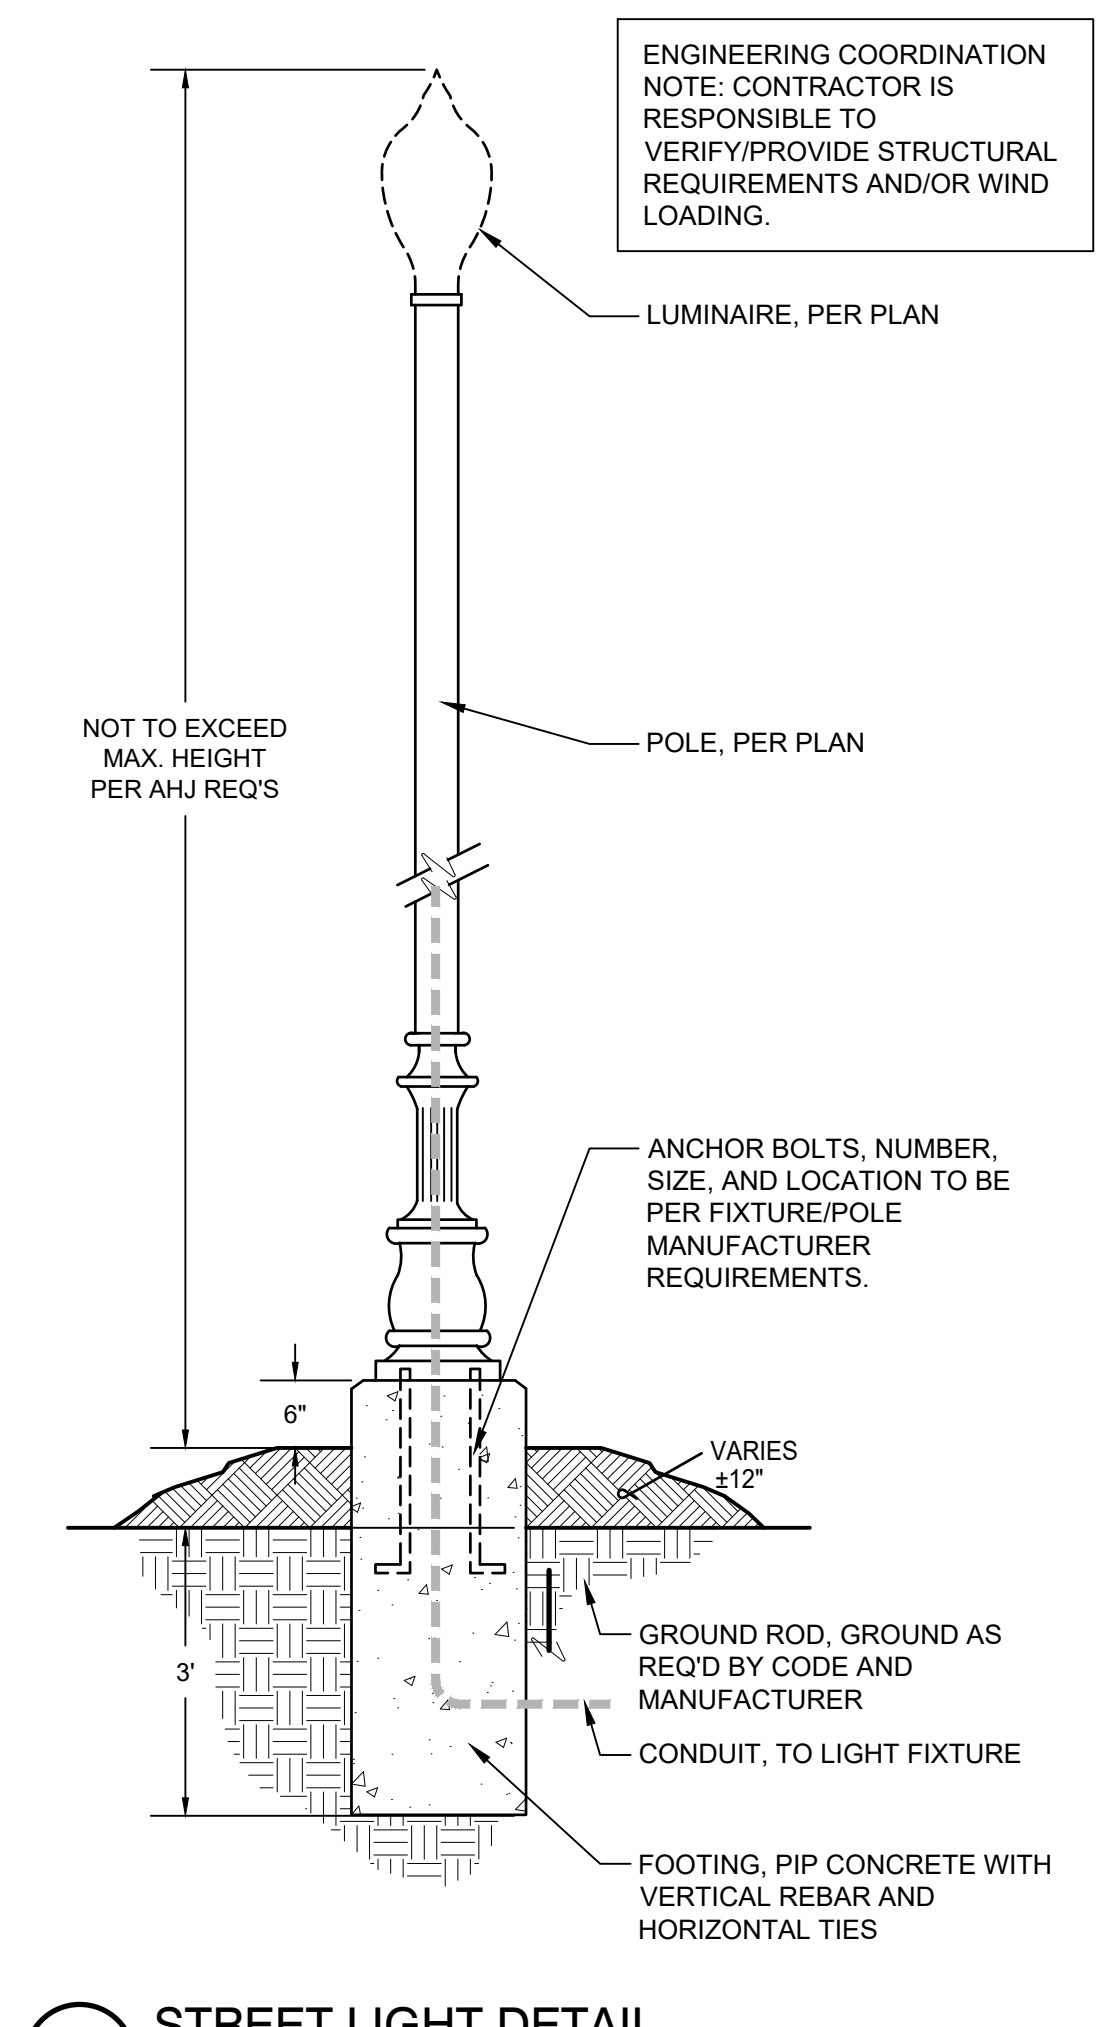 ENGINEERING COORDINATION
NOTE: CONTRACTOR IS
RESPONSIBLE TO
VERIFY/PROVIDE STRUCTURAL
REQUIREMENTS AND/OR WIND
LOADING.
LUMINAIRE, PER PLAN
NOT TO EXCEED
MAX. HEIGHT
PER AHJ REQ'S
POLE, PER PLAN
ANCHOR BOLTS, NUMBER,
SIZE, AND LOCATION TO BE
PER FIXTURE/POLE
MANUFACTURER
REQUIREMENTS.
6"
VARIES
±12"
GROUND ROD, GROUND AS
REQ'D BY CODE AND
MANUFACTURER
3'
CONDUIT, TO LIGHT FIXTURE
FOOTING, PIP CONCRETE WITH
VERTICAL REBAR AND
HORIZONTAL TIES
STREET LIGHT DETAIL